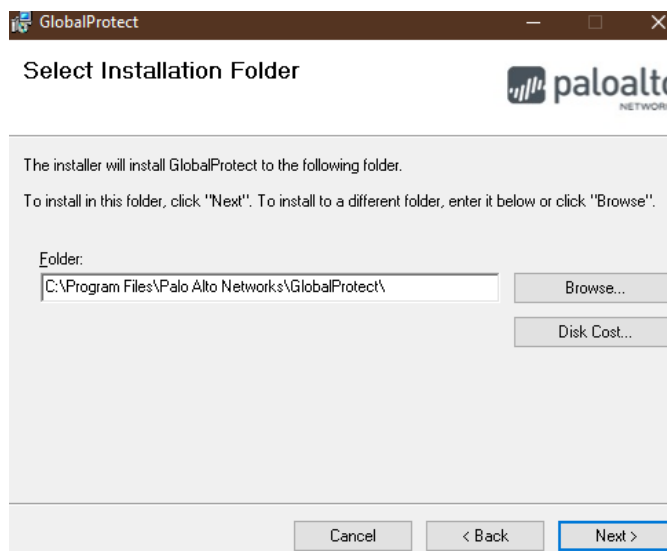 GlobalProtect
Select Installation Folder
paloalto
NETWORK
The installer will install GlobalProtect to the following folder.
To install in this folder, click "Next". To install to a different folder, enter it below or click "Browse".
Folder:
C:\Program Files\Palo Alto Networks\GlobalProtect\
Browse...
Disk Cost...
Cancel
< Back
Next >